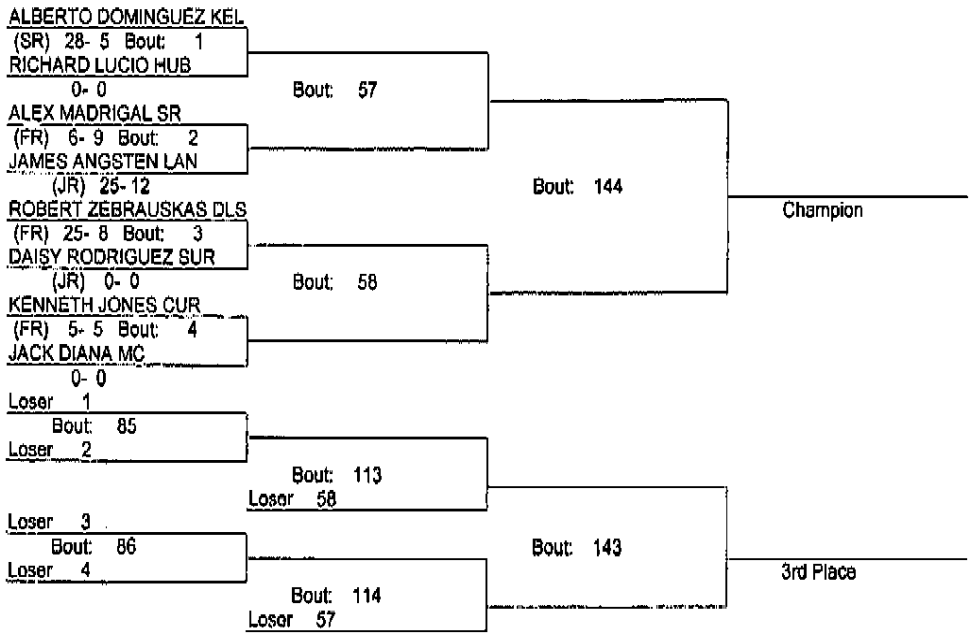 ALBERTO DOMINGUEZ KEL
(SR) 28- 5 Bout: 1
RICHARD LUCIO HUB
0- 0
Bout: 57
ALEX MADRIGAL SR
(FR) 6- 9 Bout: 2
JAMES ANGSTEN LAN
(JR) 25-12
Bout: 144
Champion
ROBERT ZEBRAUSKAS DLS
(FR) 25- 8 Bout: 3
DAISY RODRIGUEZ SUR
(JR) 0- 0
Bout: 58
KENNETH JONES CUR
(FR) 5- 5 Bout: 4
JACK DIANA MC
0- 0
Loser 1
Bout: 85
Loser 2
Bout: 113
Loser 58
Loser 3
Bout: 86
Loser 4
Bout: 143
3rd Place
Bout: 114
Loser 57